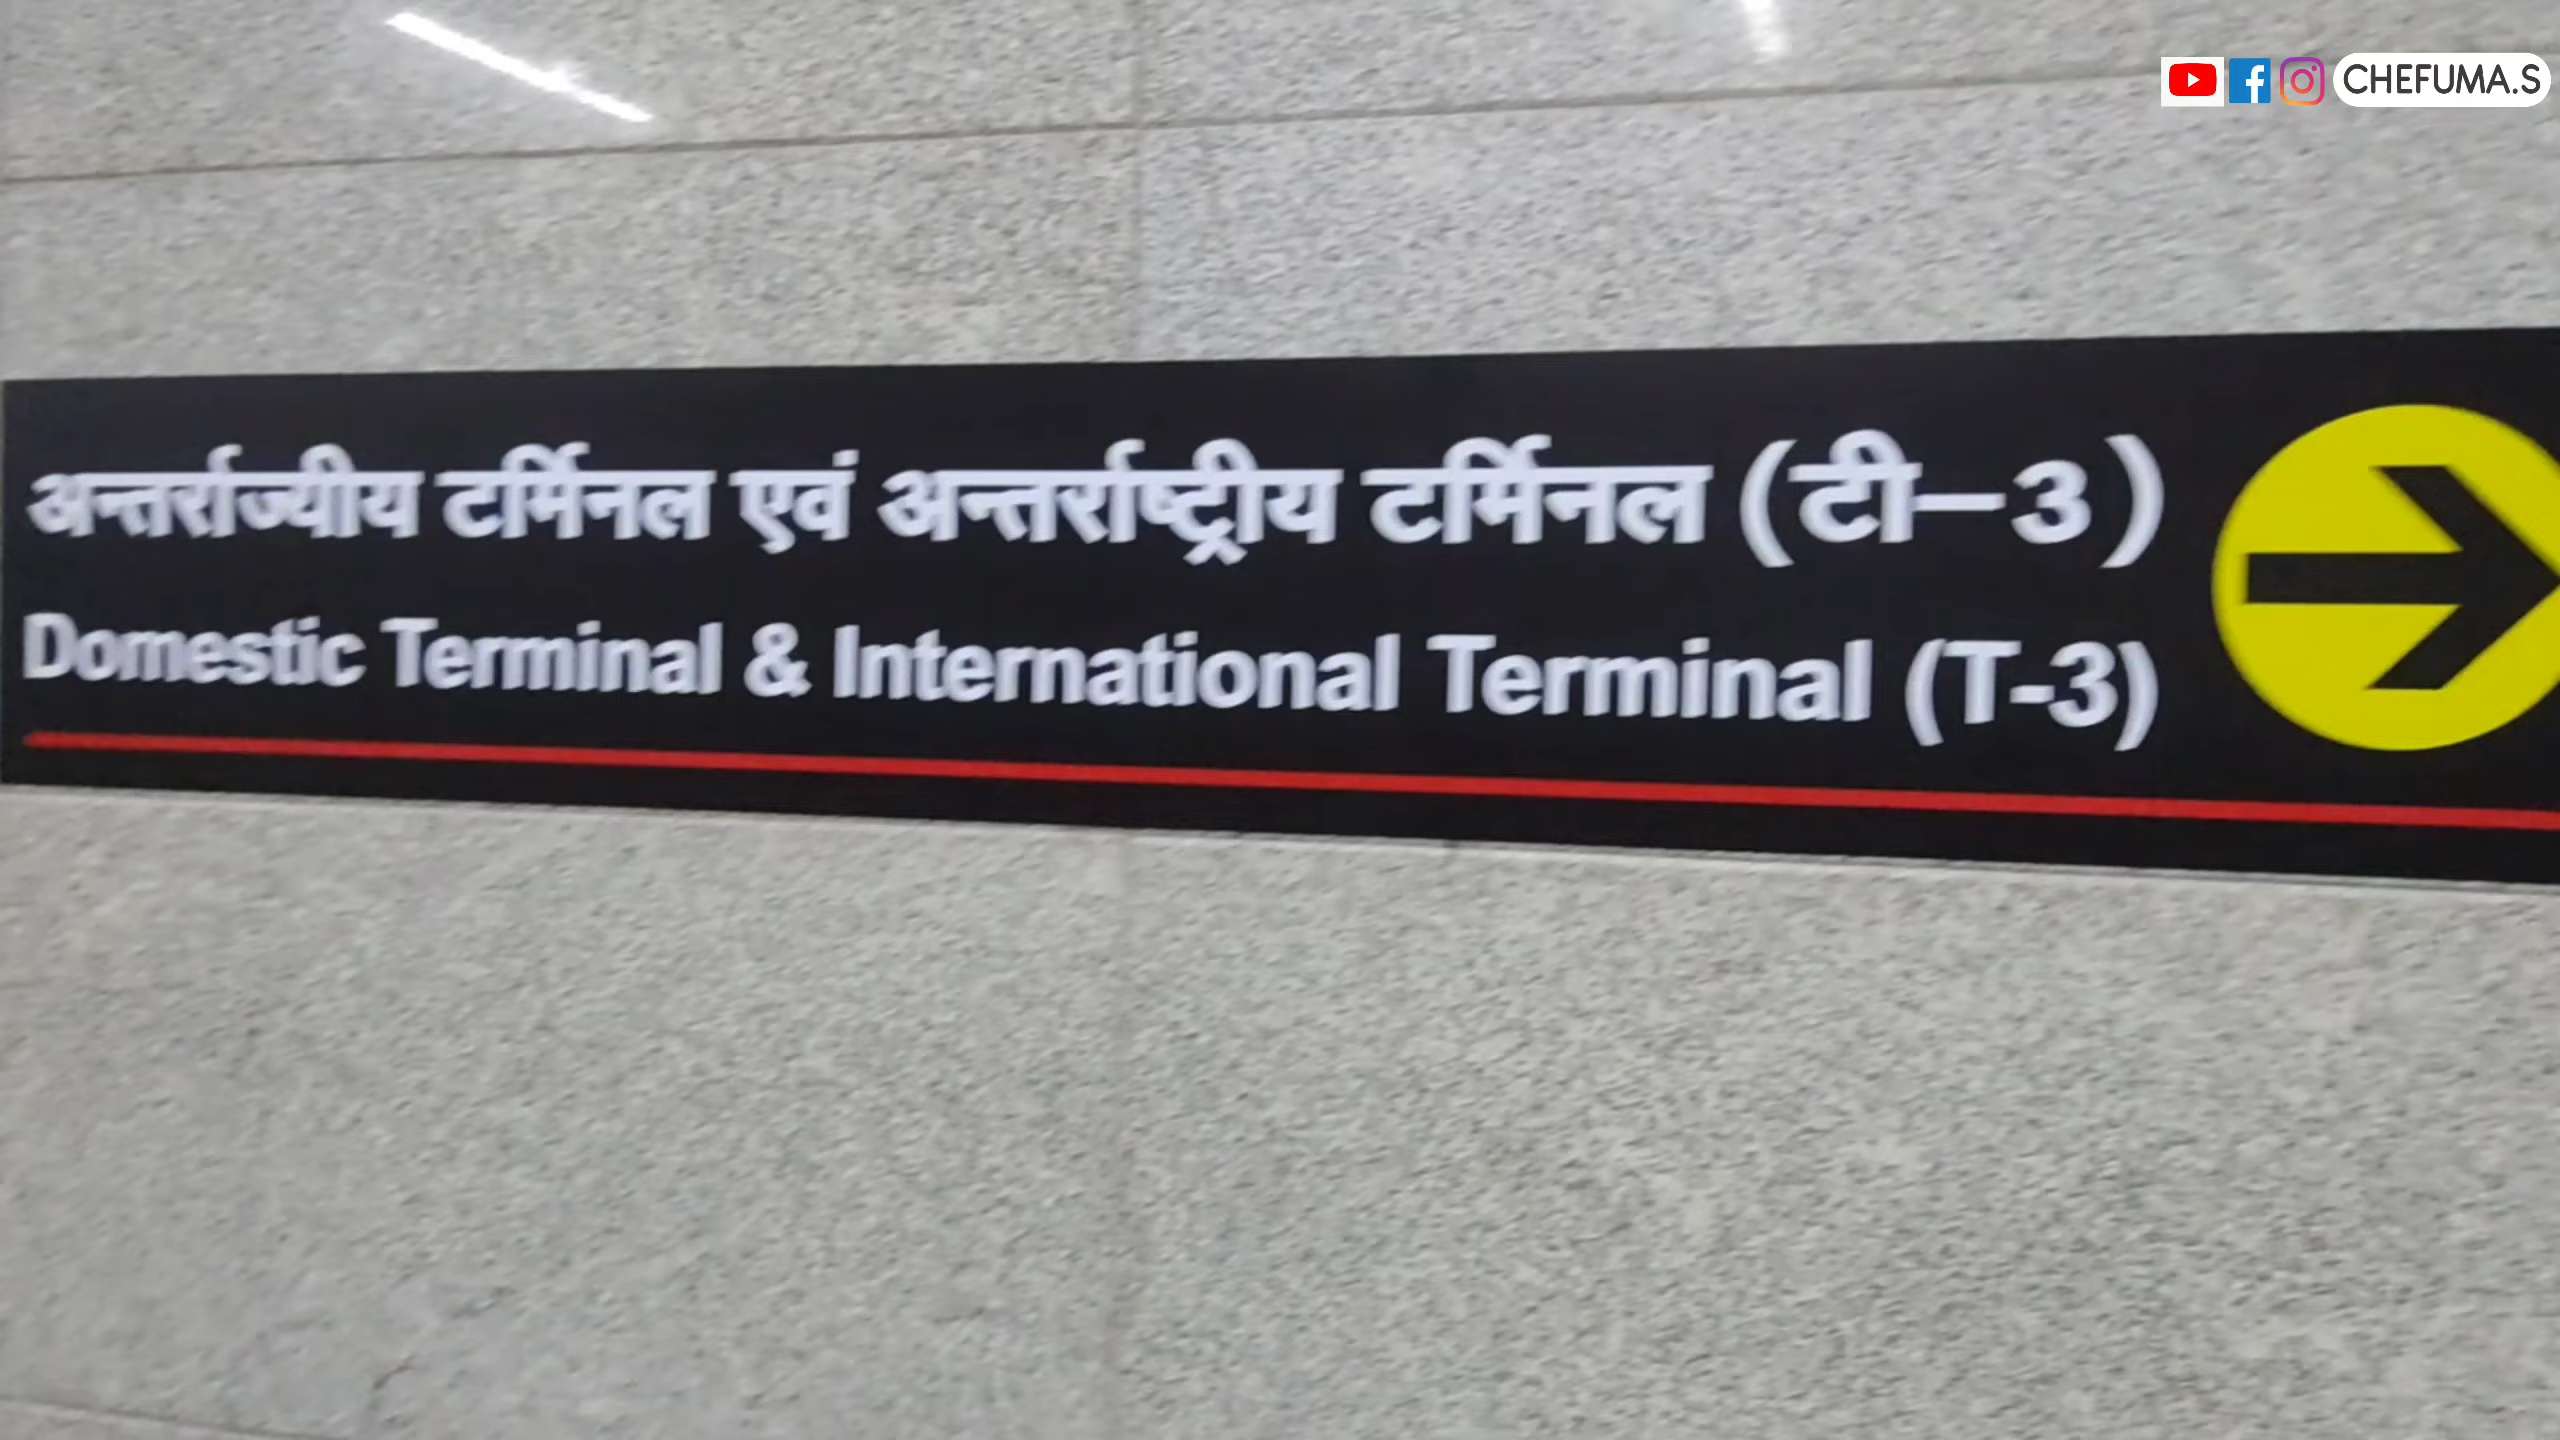 CHEFUMA.S
अन्तर्राज्यीय टर्मिनल एवं अन्तर्राष्ट्रीय टर्मिनल (टी–3)
Domestic Terminal & International Terminal (T-3)